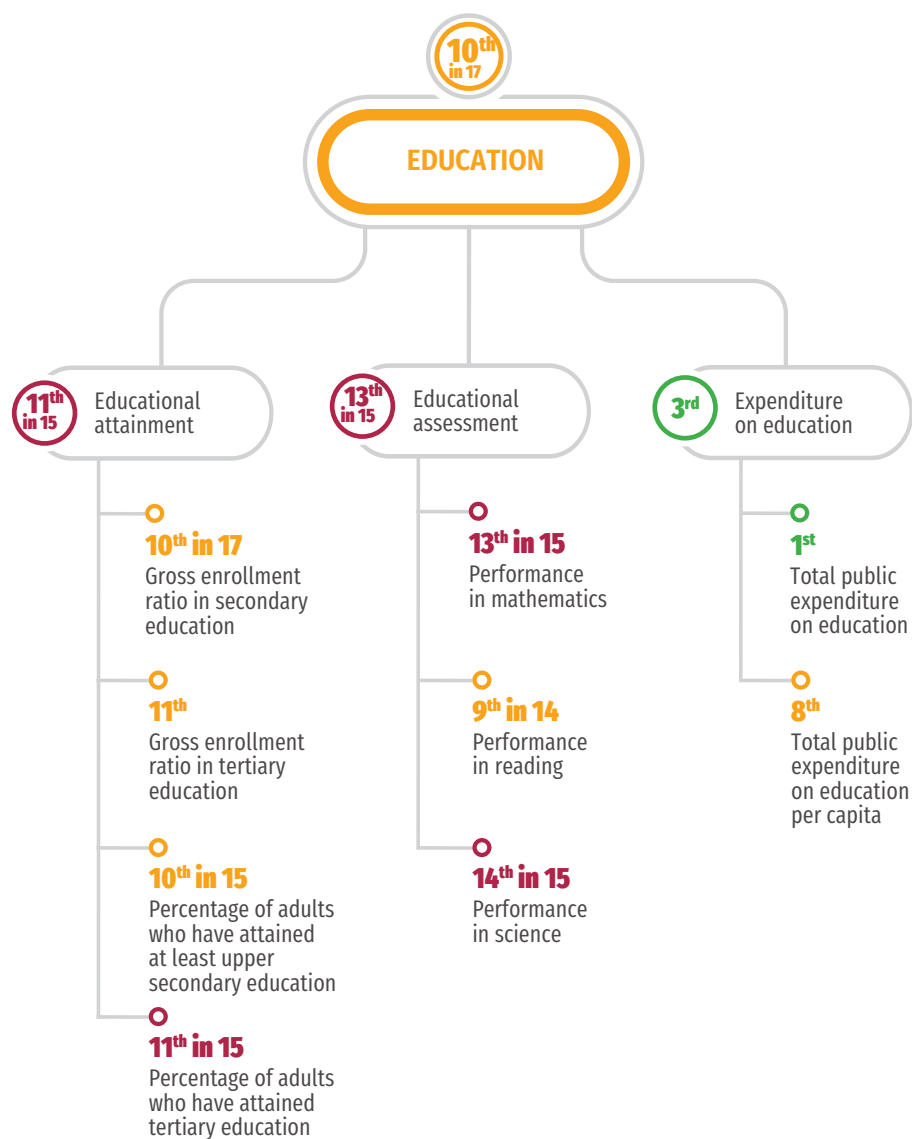 10th
in 17
EDUCATION
11th
in 15
Educational
attainment
10th in 17
Gross enrollment
ratio in secondary
education
11th
Gross enrollment
ratio in tertiary
education
10th in 15
Percentage of adults
who have attained
at least upper
secondary education
11th in 15
Percentage of adults
who have attained
tertiary education
13th
in 15
Educational
assessment
13th in 15
Performance
in mathematics
9th in 14
Performance
in reading
14th in 15
Performance
in science
3rd
Expenditure
on education
1st
Total public
expenditure
on education
8th
Total public
expenditure
on education
per capita